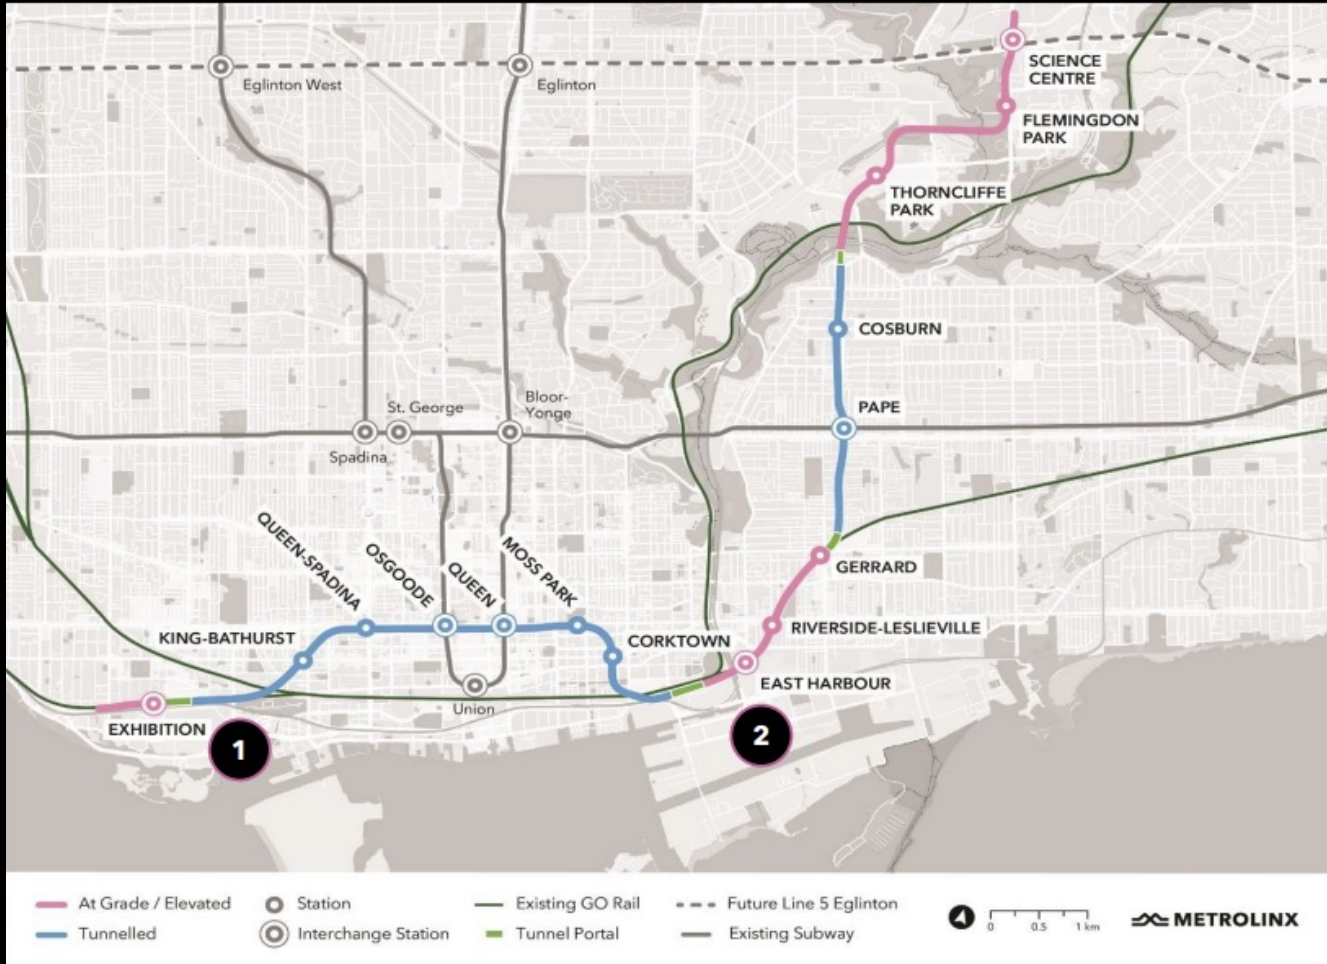 SCIENCE
CENTRE
Eglinton West
Eglinton
FLEMINGDON
PARK
THORNCLIFFE
PARK
COSBURN
Bloor-
Yonge
St. George
PAPE
Spadina
QUEEN-SPADINA
OSGOODE
QUEEN
MOSS PARK
GERRARD
KING-BATHURST
CORKTOWN
RIVERSIDE-LESLIEVILLE
EAST HARBOUR
Union
EXHIBITION
1
2
At Grade / Elevated
Station
Existing GO Rail
Future Line 5 Eglinton
Tunnelled
Interchange Station
Tunnel Portal
Existing Subway
0 0.5 1 km
METROLINX